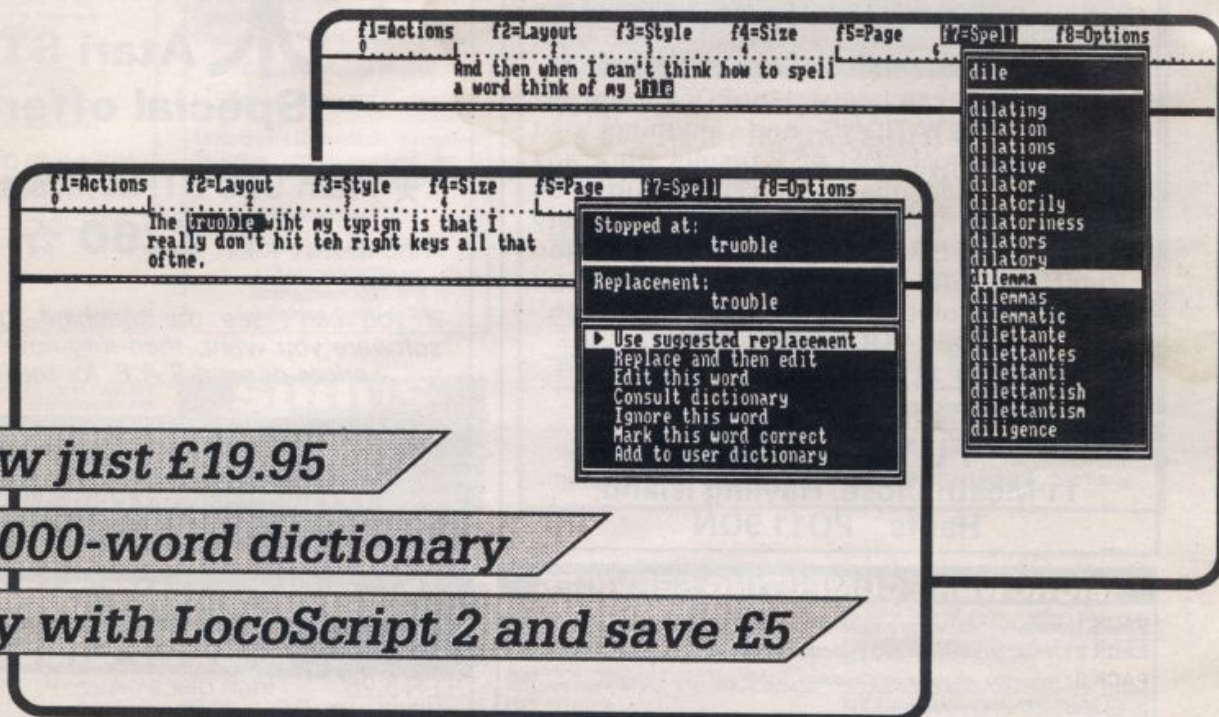 f1=Actions f2=Layout f3=Style f4=Size f5=Page f7=Spell f8=Options
And then when I can't think how to spell
a word think of my
dile
dilating
dilation
dilations
dilative
dilator
dilatorily
dilatoriness
dilators
dilatory
dilemma
dilemmas
dilemmatic
dilettante
dilettantes
dilettanti
dilettantish
dilettantism
diligence
f1=Actions f2=Layout f3=Style f4=Size f5=Page f7=Spell f8=Options
The truoble wiht my typign is that I
really don't hit teh right keys all that
oftne.
Stopped at:
truoble
Replacement:
trouble
Use suggested replacement
Replace and then edit
Edit this word
Consult dictionary
Ignore this word
Mark this word correct
Add to user dictionary
w just £19.95
000-word dictionary
y with LocoScript 2 and save £5